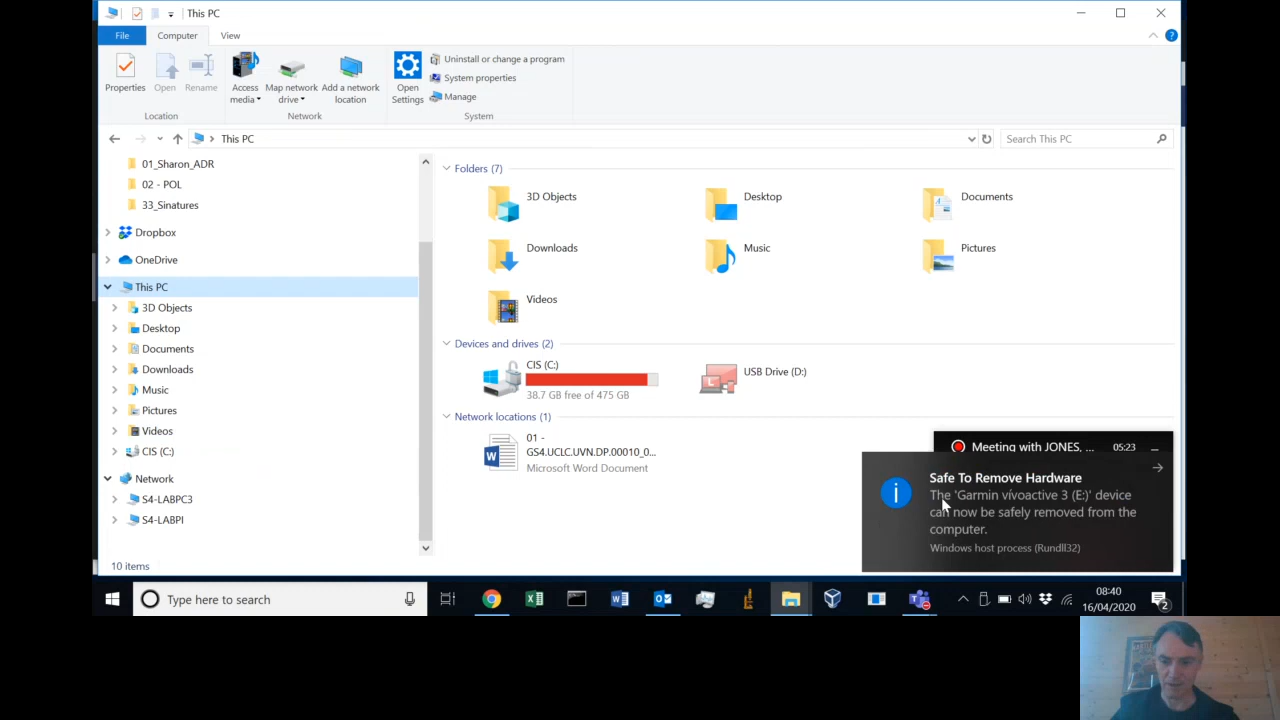 This PC
File
Computer
View
Properties
Open
Rename
Access media
Map network drive
Add a network location
Open Settings
Uninstall or change a program
System properties
Manage
Location
Network
System
This PC
Search This PC
01_Sharon_ADR
02 - POL
33_Sinatures
Dropbox
OneDrive
This PC
3D Objects
Desktop
Documents
Downloads
Music
Pictures
Videos
CIS (C:)
Network
S4-LABPC3
S4-LABPI
Folders (7)
3D Objects
Desktop
Documents
Downloads
Music
Pictures
Videos
Devices and drives (2)
CIS (C:)
38.7 GB free of 475 GB
USB Drive (D:)
Network locations (1)
01 -
GS4.UCLC.UVN.DP.00010_0...
Microsoft Word Document
Meeting with JONES, ...
05:23
Safe To Remove Hardware
The 'Garmin vívoactive 3 (E:)' device
can now be safely removed from the
computer.
Windows host process (Rundll32)
10 items
Type here to search
08:40
16/04/2020
2